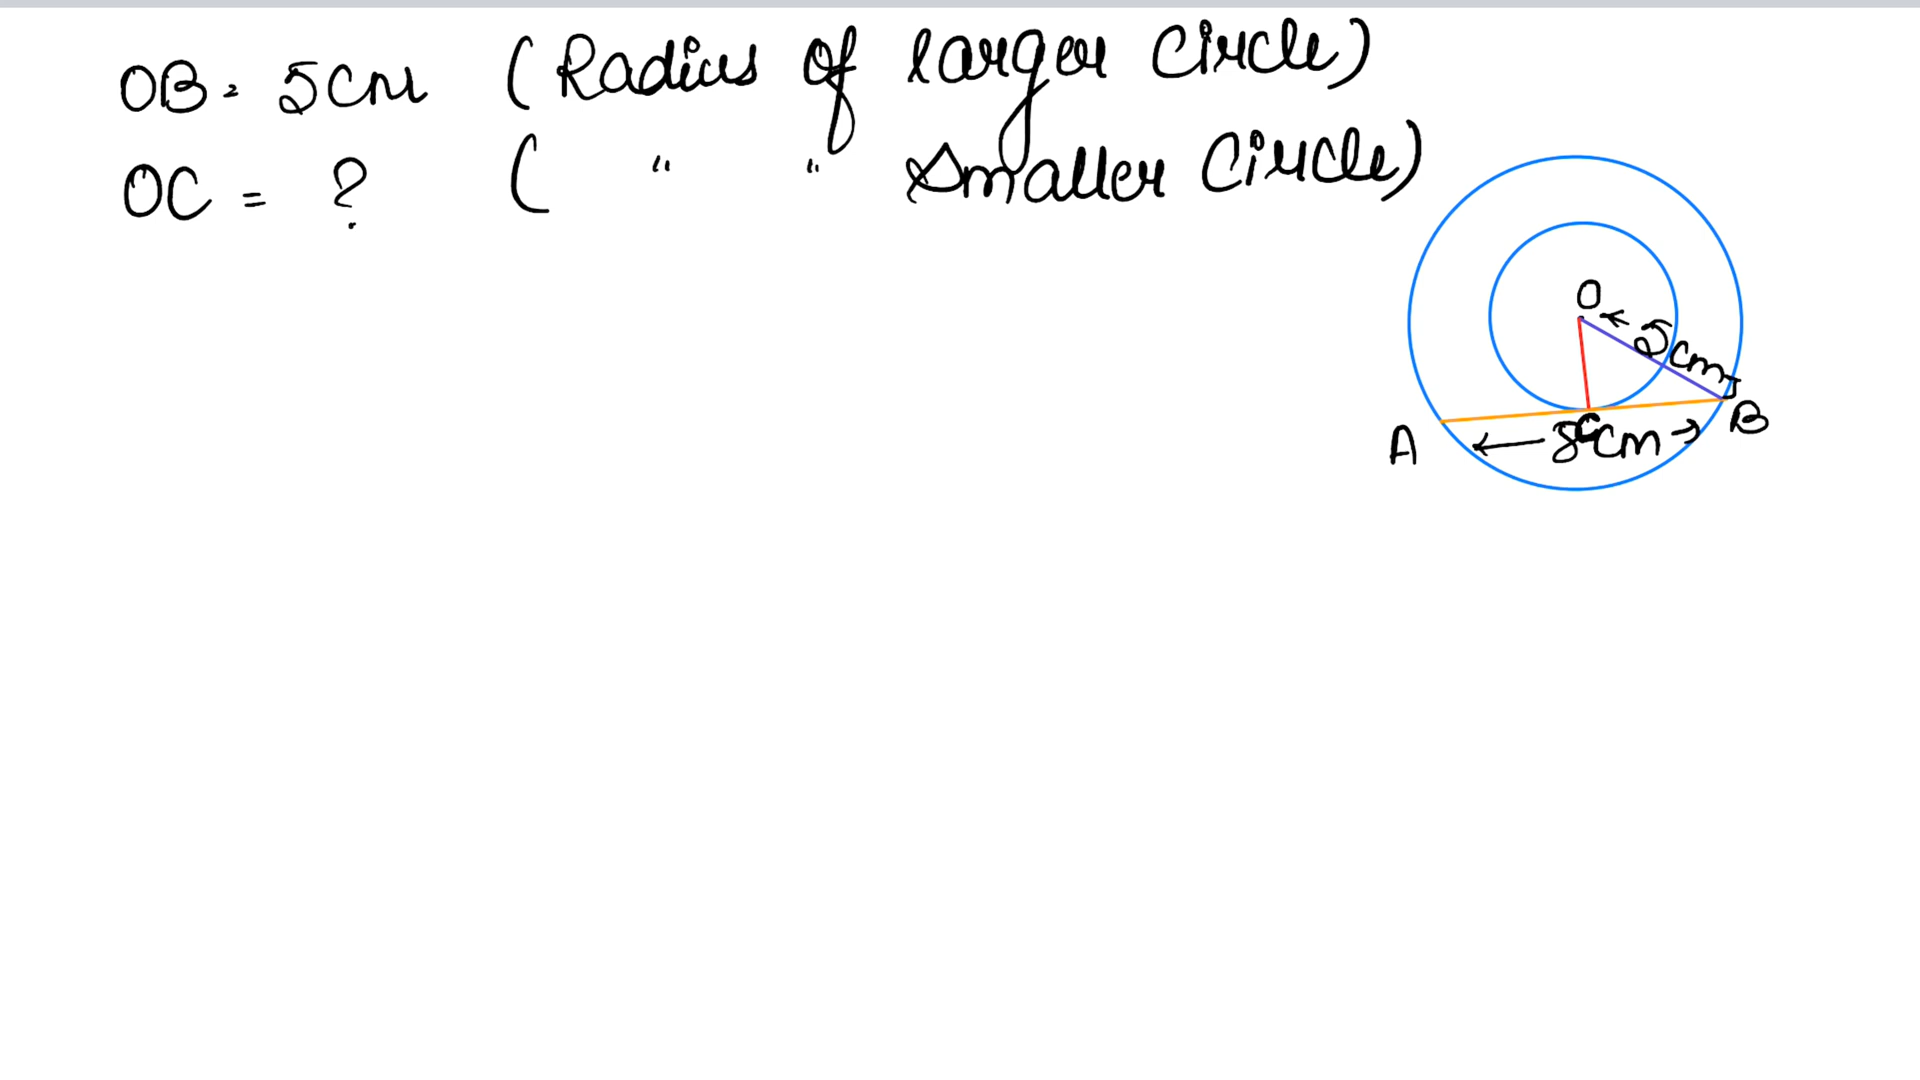 OB = 5cm (Radius of larger Circle)
OC = ? ( " " Smaller Circle)
O
5cm
A
C
8cm
B